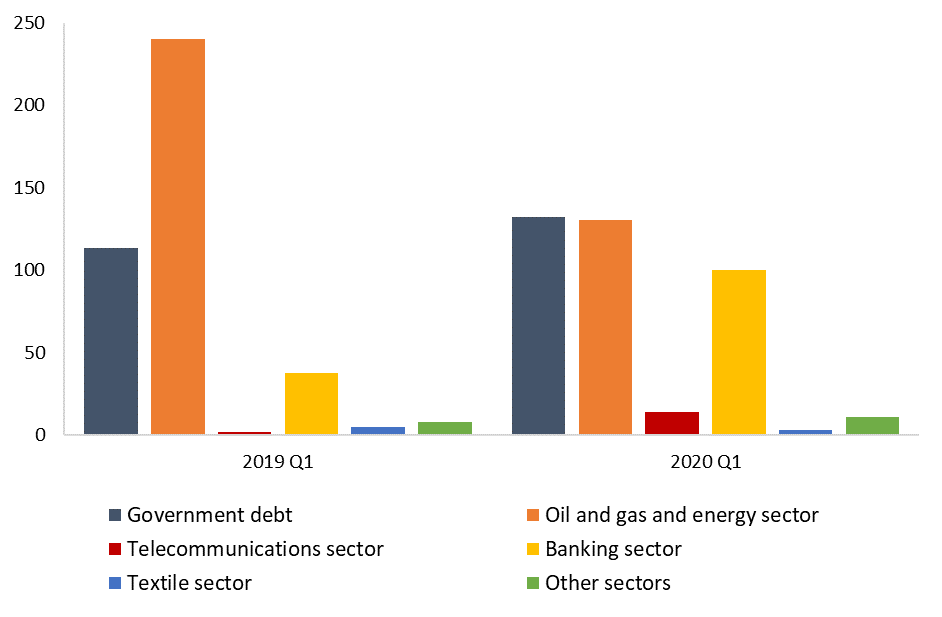 250
200
150
100
50
0
2019 Q1 2020 Q1
Government debt Oil and gas and energy sector
Telecommunications sector Banking sector
Textile sector Other sectors